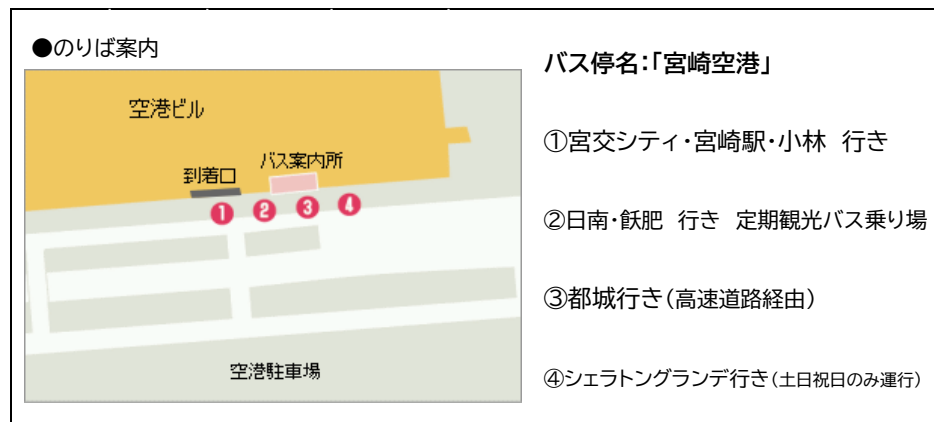 ●のりば案内
空港ビル
バス案内所
到着口
❶ ❷ ❸ ❹
空港駐車場
バス停名:「宮崎空港」
①宮交シティ・宮崎駅・小林 行き
②日南・飫肥 行き 定期観光バス乗り場
③都城行き(高速道路経由)
④シェラトングランデ行き(土日祝日のみ運行)